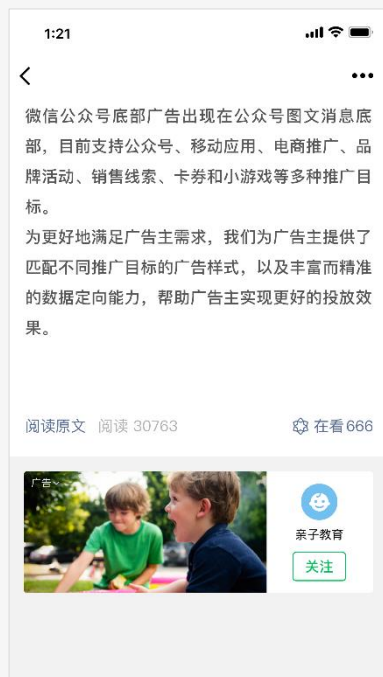 1:21
微信公众号底部广告出现在公众号图文消息底
部，目前支持公众号、移动应用、电商推广、品
牌活动、销售线索、卡券和小游戏等多种推广目
标。
为更好地满足广告主需求，我们为广告主提供了
匹配不同推广目标的广告样式，以及丰富而精准
的数据定向能力，帮助广告主实现更好的投放效
果。
阅读原文 阅读 30763 在看 666
广告
亲子教育
关注